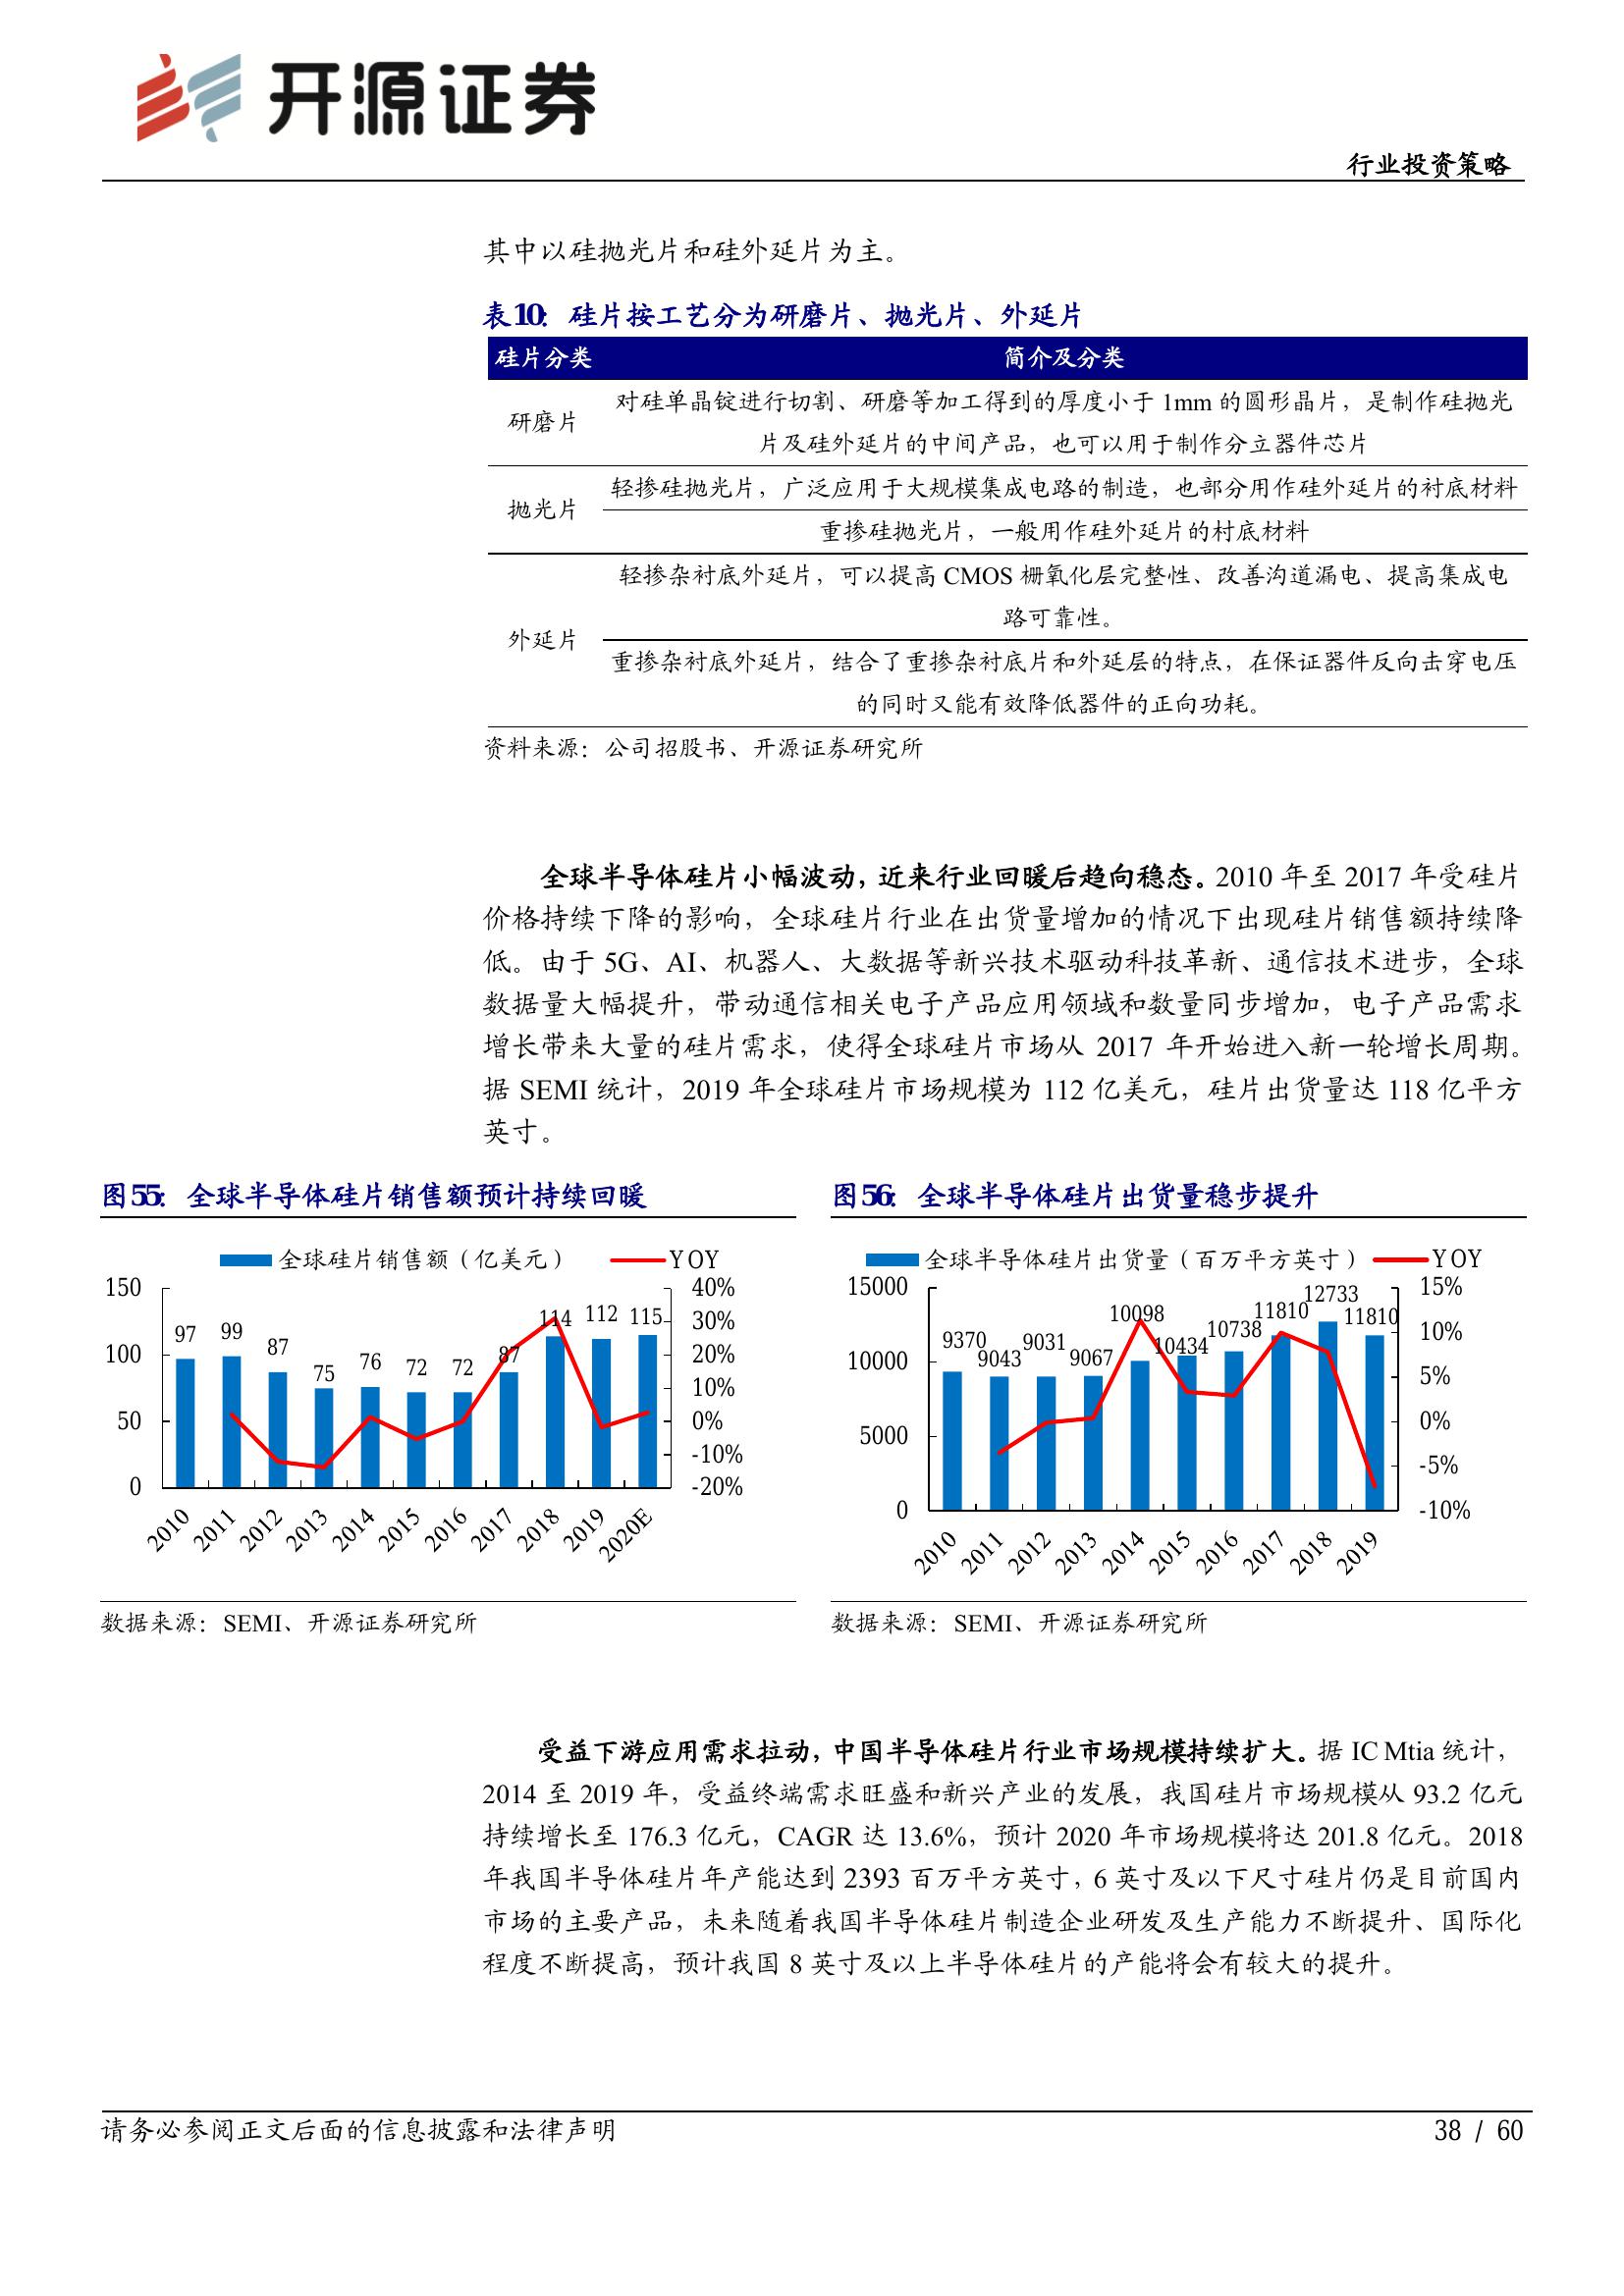 开源证券
行业投资策略
其中以硅抛光片和硅外延片为主。
表10：硅片按工艺分为研磨片、抛光片、外延片
硅片分类 简介及分类
研磨片 对硅单晶锭进行切割、研磨等加工得到的厚度小于 1mm 的圆形晶片，是制作硅抛光
片及硅外延片的中间产品，也可以用于制作分立器件芯片
抛光片 轻掺硅抛光片，广泛应用于大规模集成电路的制造，也部分用作硅外延片的衬底材料
重掺硅抛光片，一般用作硅外延片的村底材料
外延片 轻掺杂衬底外延片，可以提高 CMOS 栅氧化层完整性、改善沟道漏电、提高集成电
路可靠性。
重掺杂衬底外延片，结合了重掺杂衬底片和外延层的特点，在保证器件反向击穿电压
的同时又能有效降低器件的正向功耗。
资料来源：公司招股书、开源证券研究所
全球半导体硅片小幅波动，近来行业回暖后趋向稳态。2010 年至 2017 年受硅片
价格持续下降的影响，全球硅片行业在出货量增加的情况下出现硅片销售额持续降
低。由于 5G、AI、机器人、大数据等新兴技术驱动科技革新、通信技术进步，全球
数据量大幅提升，带动通信相关电子产品应用领域和数量同步增加，电子产品需求
增长带来大量的硅片需求，使得全球硅片市场从 2017 年开始进入新一轮增长周期。
据 SEMI 统计，2019 年全球硅片市场规模为 112 亿美元，硅片出货量达 118 亿平方
英寸。
图55：全球半导体硅片销售额预计持续回暖
全球硅片销售额（亿美元） YOY
150
100
50
0
97 99 87 75 76 72 72 87 114 112 115
40%
30%
20%
10%
0%
-10%
-20%
2010 2011 2012 2013 2014 2015 2016 2017 2018 2019 2020E
数据来源：SEMI、开源证券研究所
图56：全球半导体硅片出货量稳步提升
全球半导体硅片出货量（百万平方英寸） YOY
15000
10000
5000
0
9370 9043 9031 9067 10098 10434 10738 11810 12733 11810
15%
10%
5%
0%
-5%
-10%
2010 2011 2012 2013 2014 2015 2016 2017 2018 2019
数据来源：SEMI、开源证券研究所
受益下游应用需求拉动，中国半导体硅片行业市场规模持续扩大。据 IC Mtia 统计，
2014 至 2019 年，受益终端需求旺盛和新兴产业的发展，我国硅片市场规模从 93.2 亿元
持续增长至 176.3 亿元，CAGR 达 13.6%，预计 2020 年市场规模将达 201.8 亿元。2018
年我国半导体硅片年产能达到 2393 百万平方英寸，6 英寸及以下尺寸硅片仍是目前国内
市场的主要产品，未来随着我国半导体硅片制造企业研发及生产能力不断提升、国际化
程度不断提高，预计我国 8 英寸及以上半导体硅片的产能将会有较大的提升。
请务必参阅正文后面的信息披露和法律声明
38 / 60